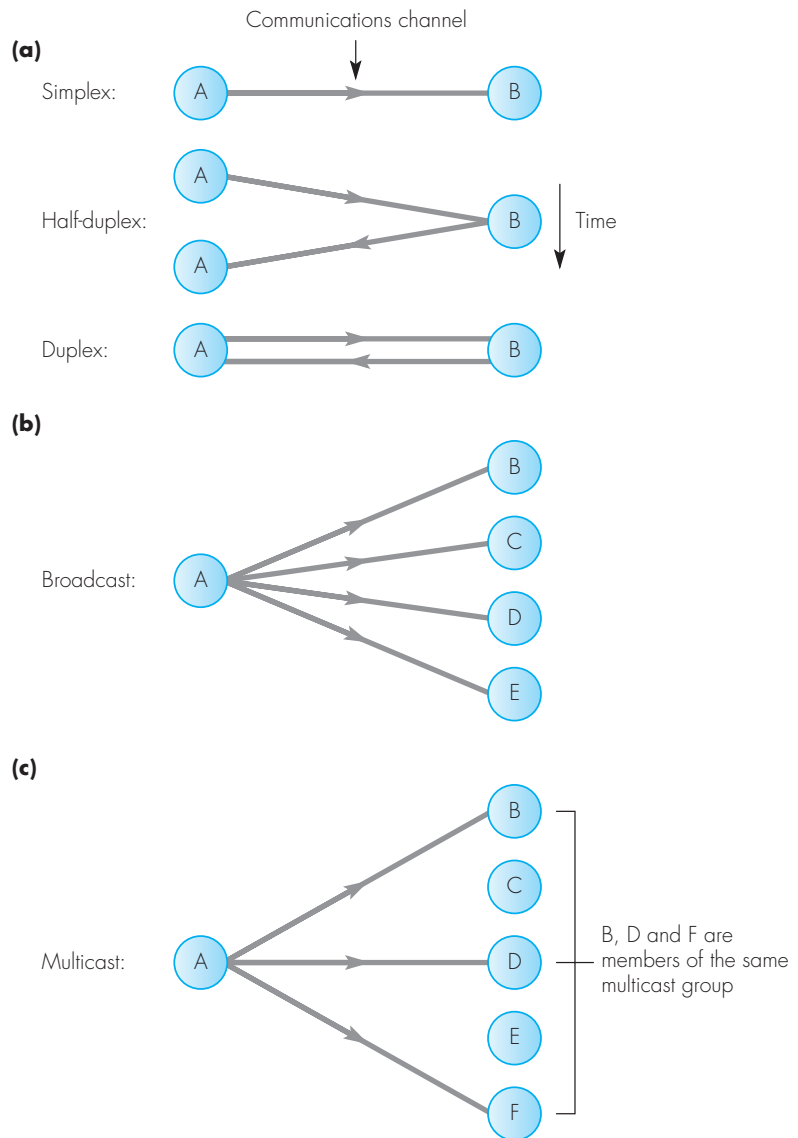 Communications channel
(a)
Simplex:
A
B
A
Half-duplex:
B
Time
A
Duplex:
A
B
(b)
B
C
Broadcast:
A
D
E
(c)
B
C
Multicast:
A
D
B, D and F are
members of the same
multicast group
E
F